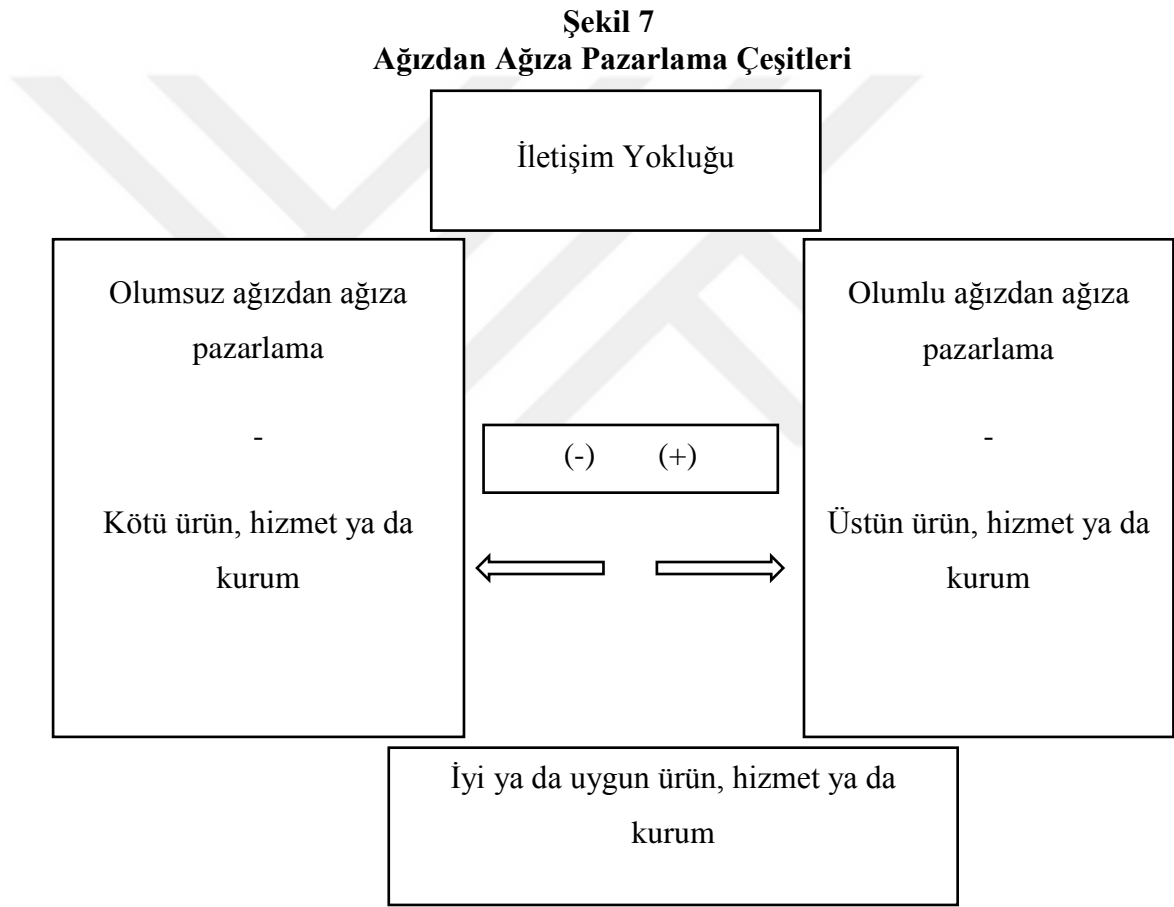 Şekil 7
Ağızdan Ağıza Pazarlama Çeşitleri
İletişim Yokluğu
Olumsuz ağızdan ağıza
pazarlama
-
Kötü ürün, hizmet ya da
kurum
(-) (+)
Olumlu ağızdan ağıza
pazarlama
-
Üstün ürün, hizmet ya da
kurum
İyi ya da uygun ürün, hizmet ya da
kurum